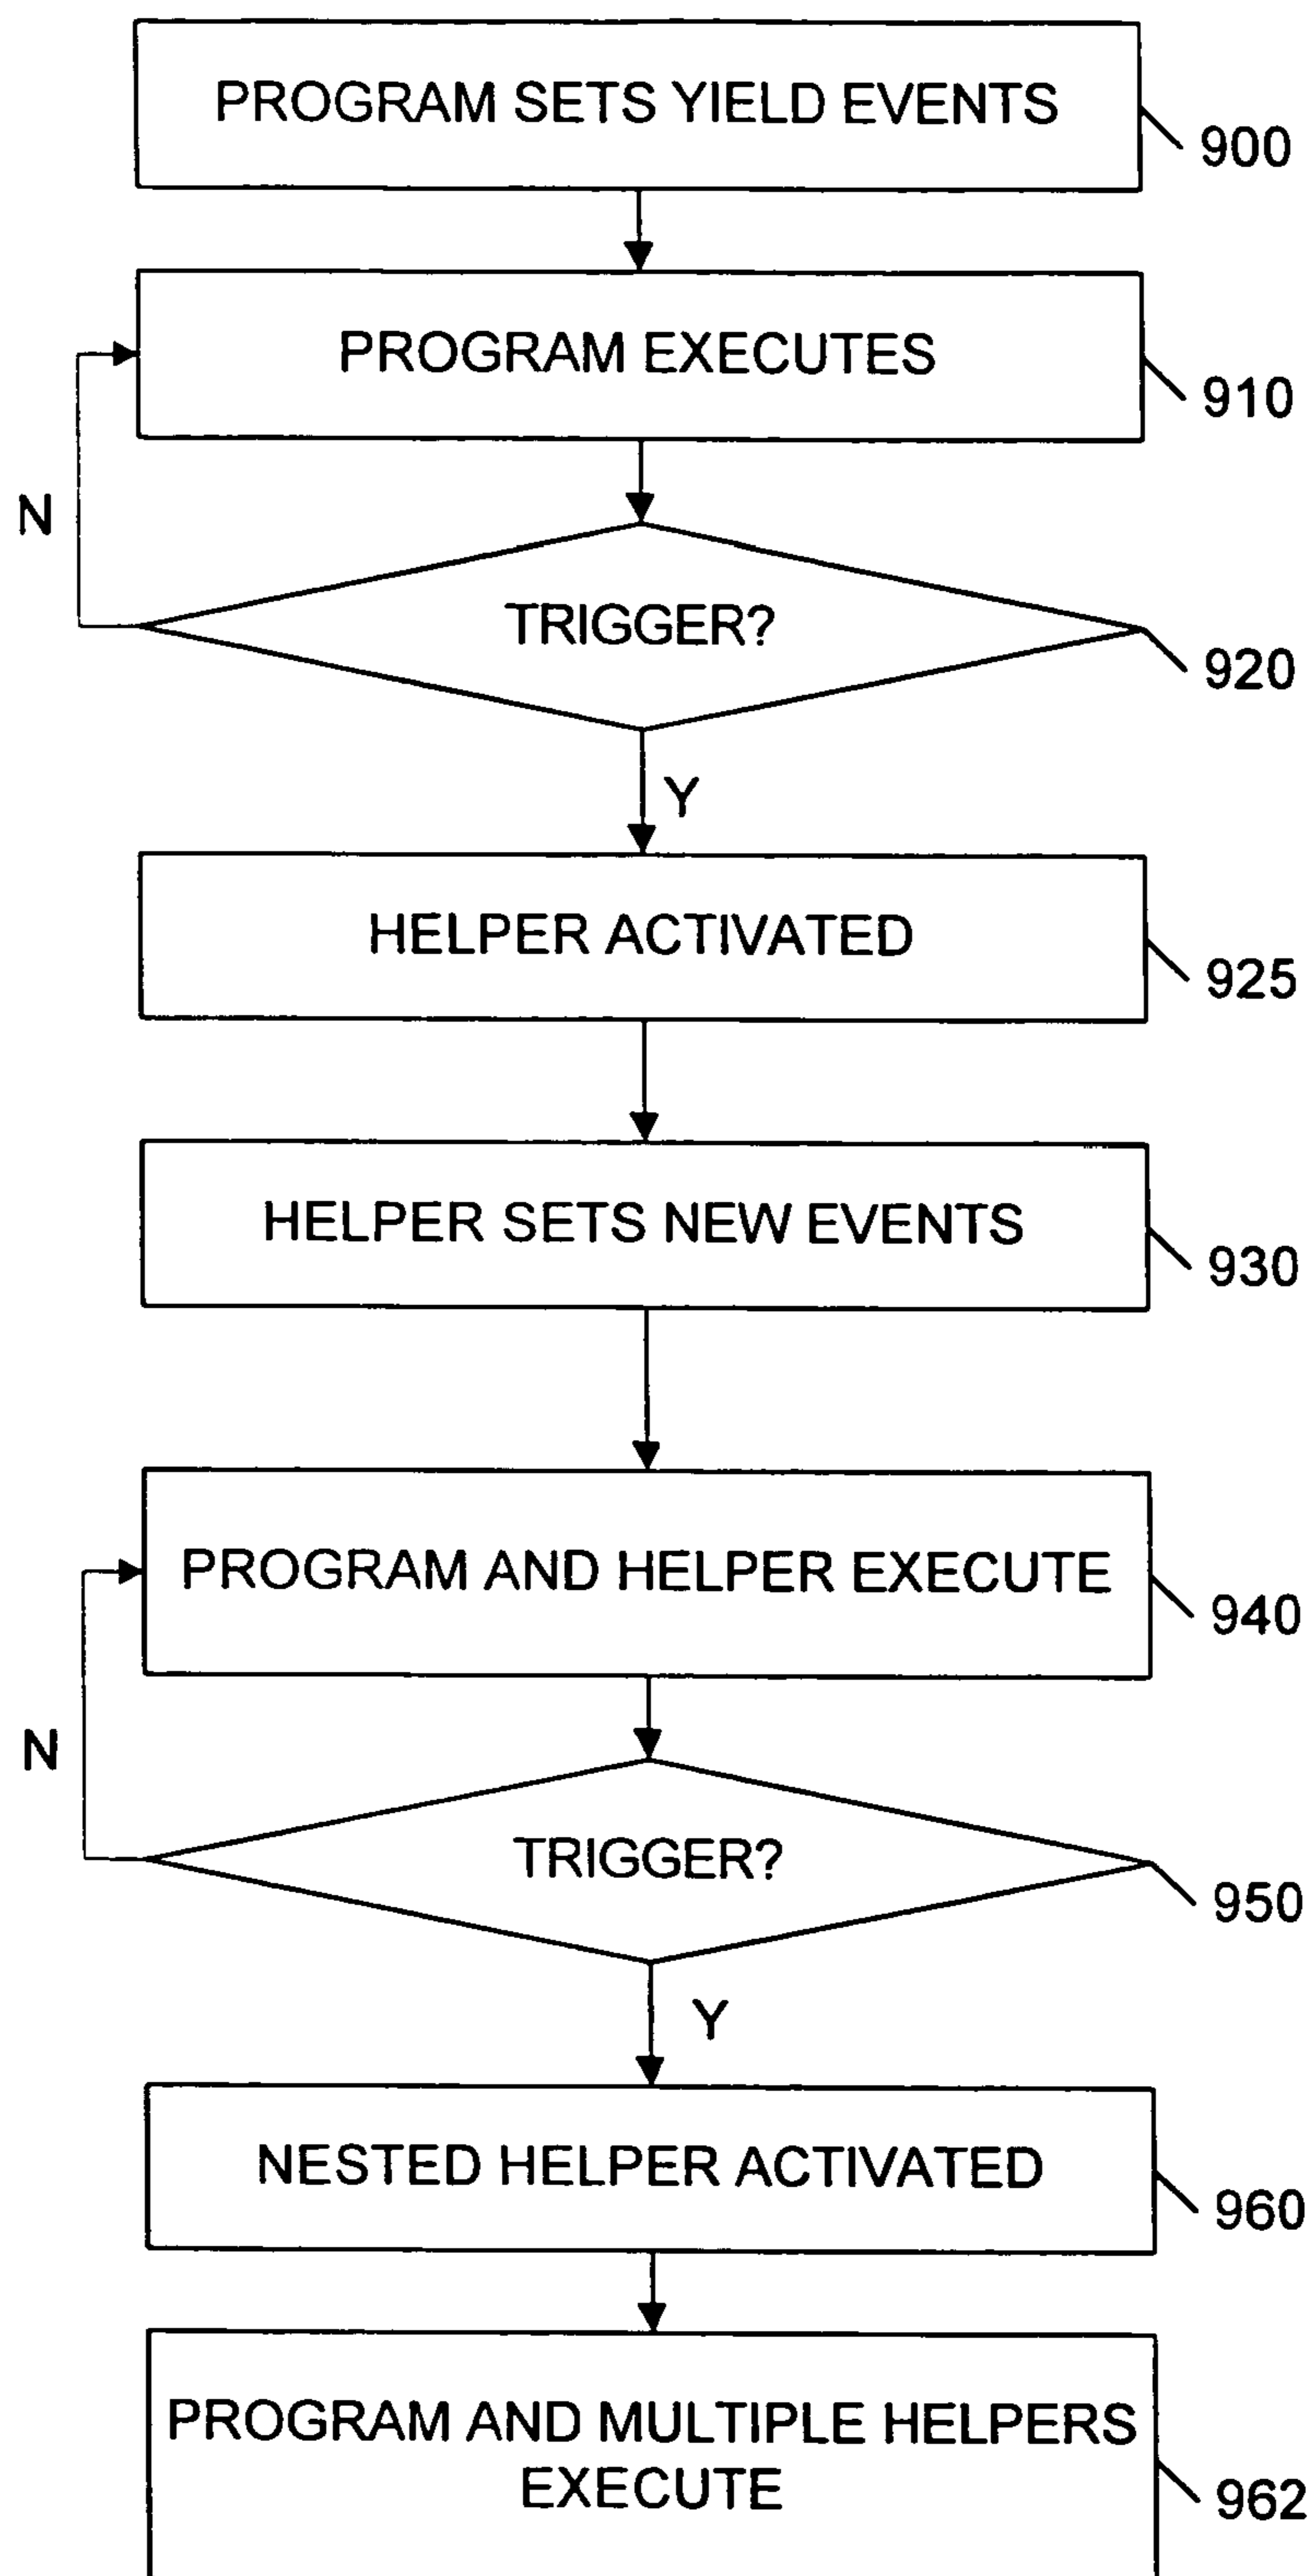 PROGRAM SETS YIELD EVENTS
900
PROGRAM EXECUTES
910
N
TRIGGER?
920
Y
HELPER ACTIVATED
925
HELPER SETS NEW EVENTS
930
PROGRAM AND HELPER EXECUTE
940
N
TRIGGER?
950
Y
NESTED HELPER ACTIVATED
960
PROGRAM AND MULTIPLE HELPERS
EXECUTE
962